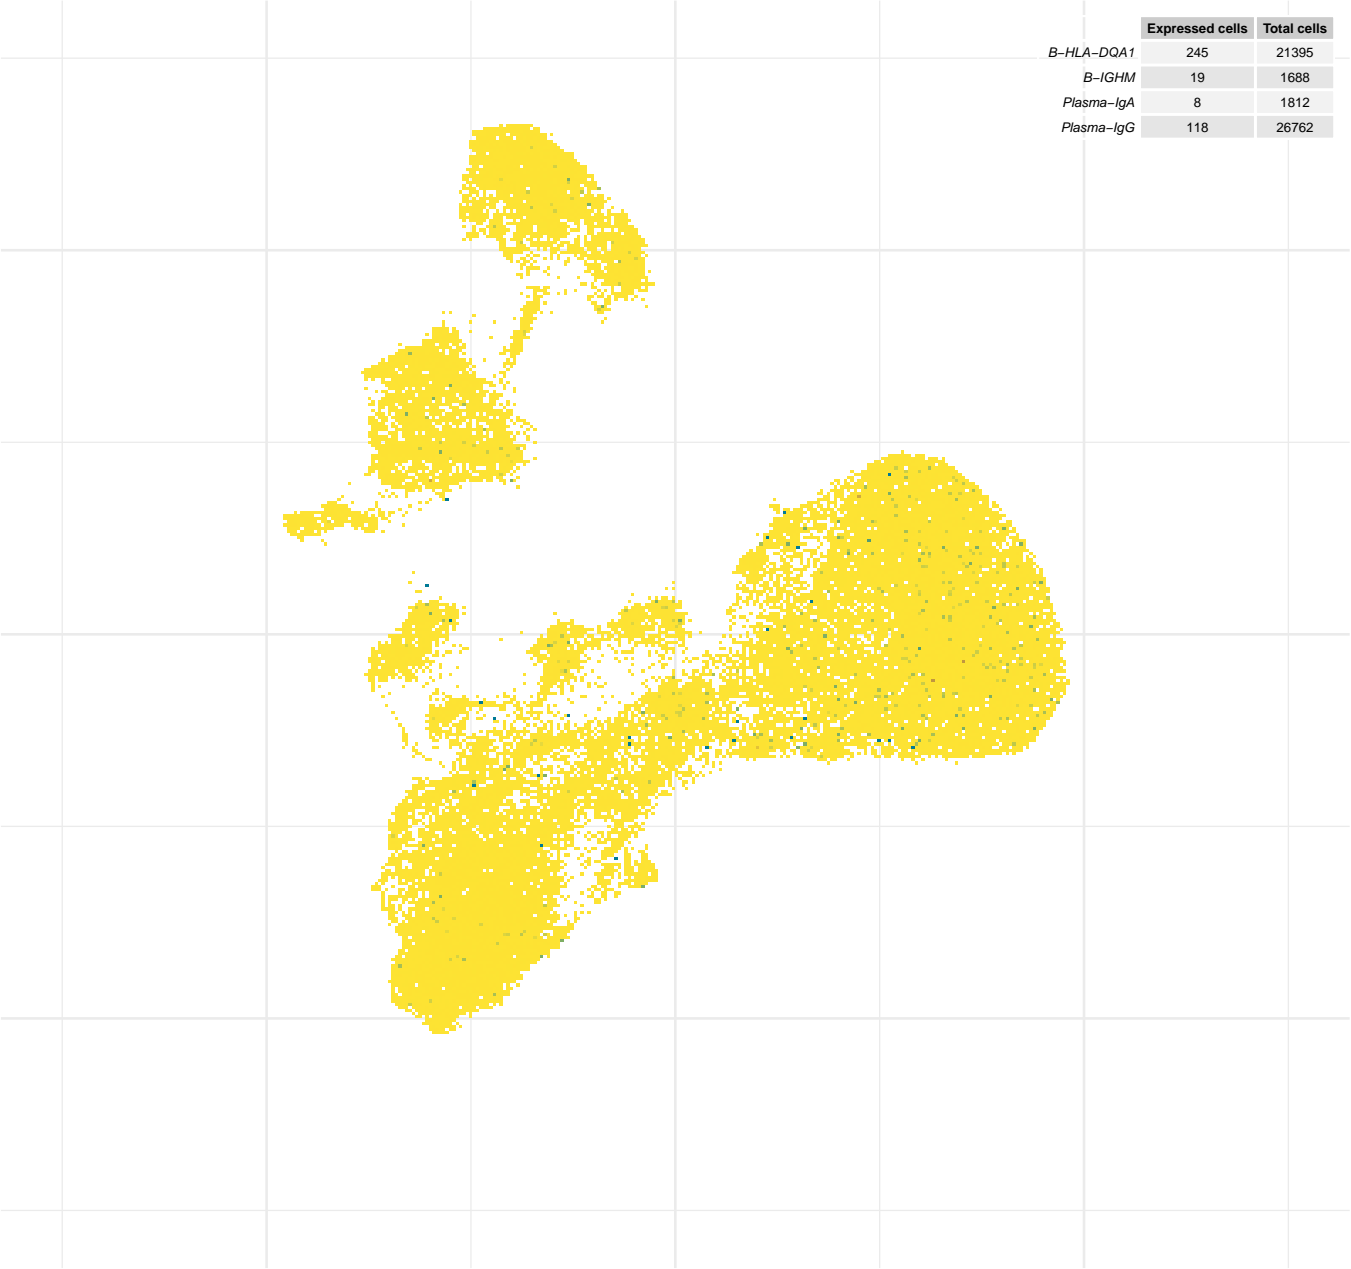 Expressed cells Total cells
B−HLA−DQA1 245 21395
B−IGHM 19 1688
Plasma−IgA 8 1812
Plasma−IgG 118 26762